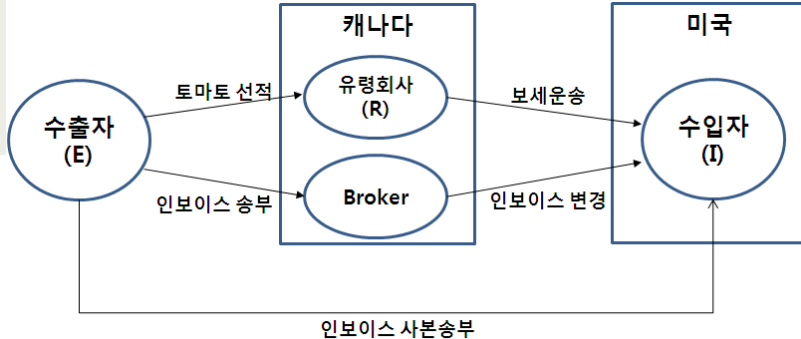 캐나다
미국
토마토 선적
유령회사
(R)
보세운송
수출자
(E)
수입자
(I)
인보이스 송부
Broker
인보이스 변경
인보이스 사본송부